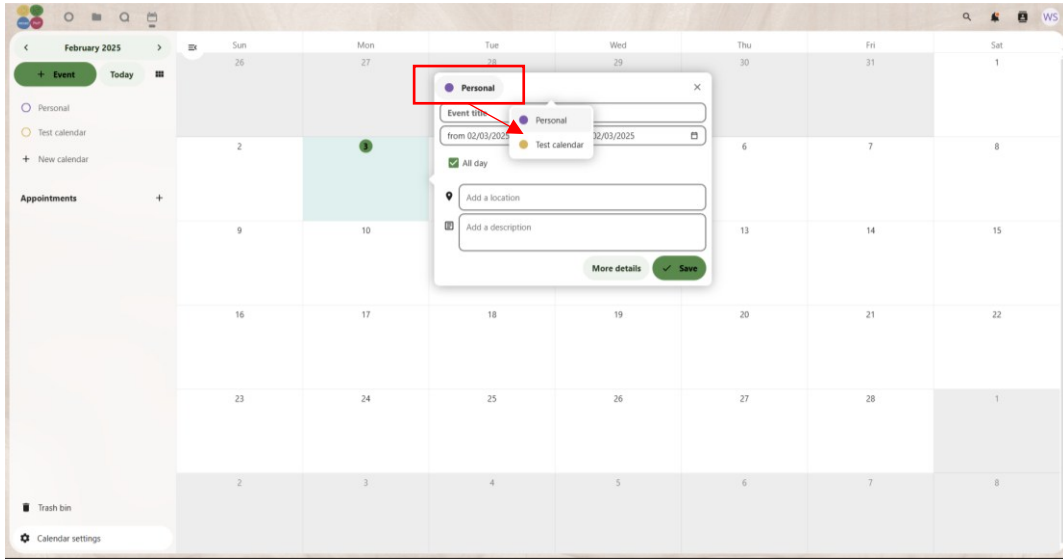 WS
February 2025
Sun Mon Tue Wed Thu Fri Sat
+ Event Today
26 27 28 29 30 31 1
Personal
Personal
Event title
Personal
Test calendar
from 02/03/2025 02/03/2025
Test calendar
+ New calendar
2 3 6 7 8
All day
Appointments +
Add a location
Add a description
9 10 13 14 15
More details Save
16 17 18 19 20 21 22
23 24 25 26 27 28 1
2 3 4 5 6 7 8
Trash bin
Calendar settings